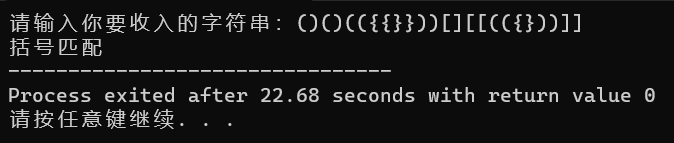 请输入你要收入的字符串：()()(({{}}))[][[(({}))]]
括号匹配
--------------------------------
Process exited after 22.68 seconds with return value 0
请按任意键继续. . .